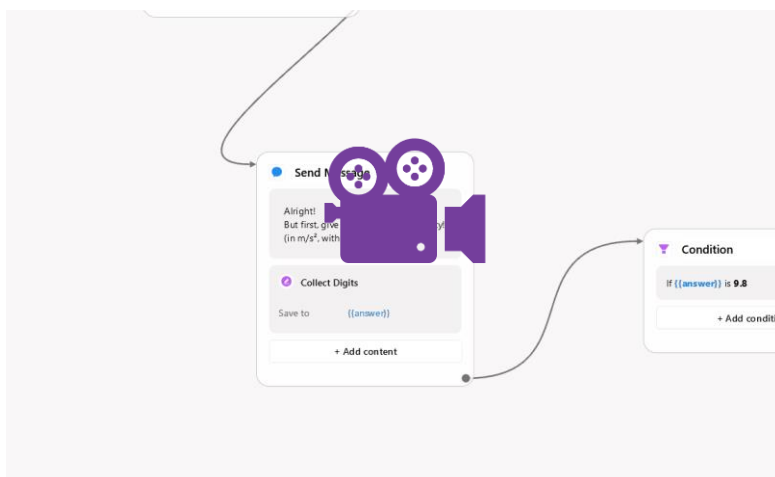 Send Message
Alright!
But first, give
(in m/s², with
Collect Digits
Save to {{answer}}
+ Add content
Condition
If {{answer}} is 9.8
+ Add conditi